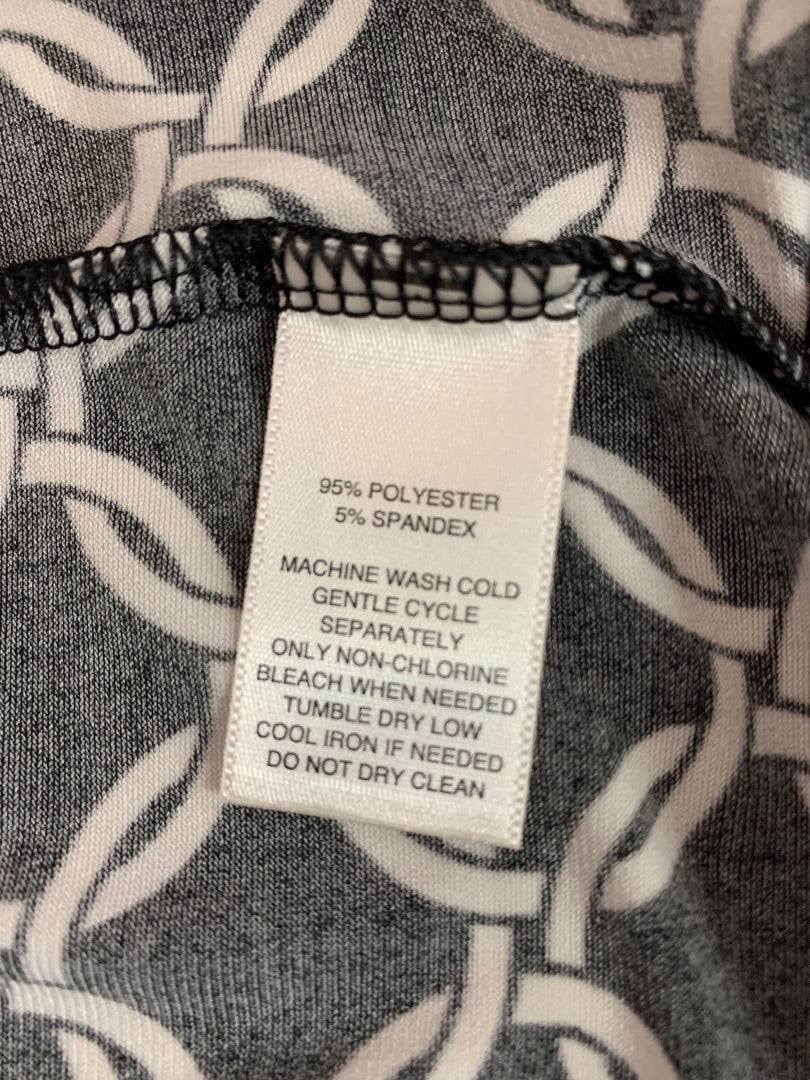 95% POLYESTER
5% SPANDEX
MACHINE WASH COLD
GENTLE CYCLE
SEPARATELY
ONLY NON-CHLORINE
BLEACH WHEN NEEDED
TUMBLE DRY LOW
COOL IRON IF NEEDED
DO NOT DRY CLEAN